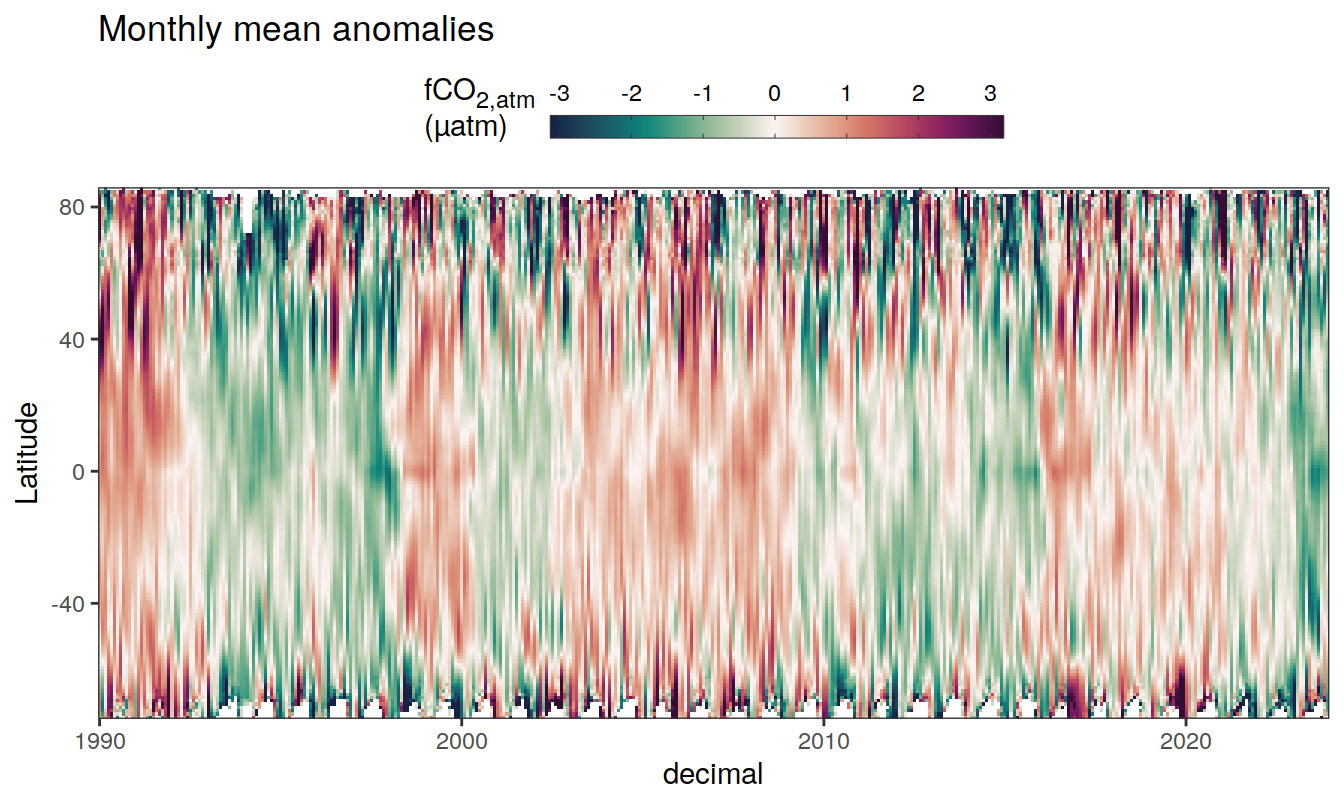 Monthly mean anomalies
fCO2,atm
(µatm)
-3 -2 -1 0 1 2 3
Latitude
80
40
0
-40
1990 2000 2010 2020
decimal